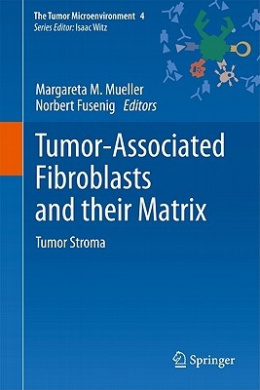 The Tumor Microenvironment 4
Series Editor: Isaac Witz
Margareta M. Mueller
Norbert Fusenig Editors
Tumor-Associated
Fibroblasts
and their Matrix
Tumor Stroma
Springer